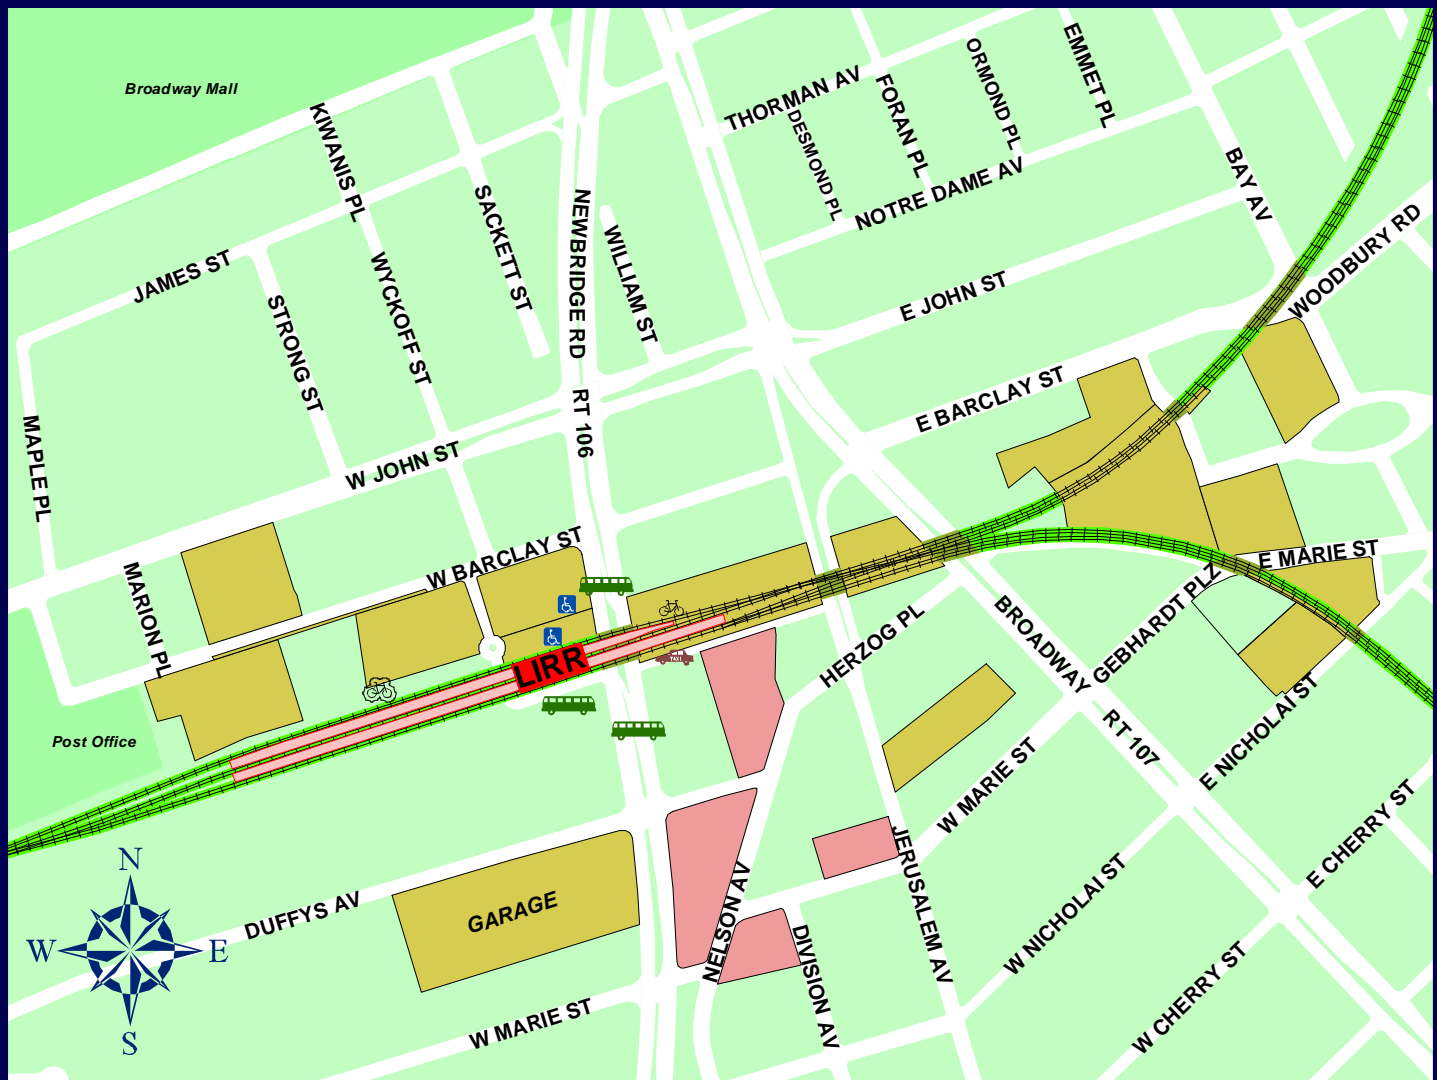 Broadway Mall
KIWANIS PL
SACKETT ST
NEWBRIDGE RD
RT 106
WILLIAM ST
THORMAN AV
DESMOND PL
FORAN PL
ORMOND PL
EMMET PL
NOTRE DAME AV
BAY AV
WOODBURY RD
JAMES ST
STRONG ST
WYCKOFF ST
E JOHN ST
E BARCLAY ST
MAPLE PL
W JOHN ST
MARION PL
W BARCLAY ST
E MARIE ST
GEBHARDT PLZ
BROADWAY
RT 107
HERZOG PL
LIRR
TAXI
Post Office
E NICHOLAI ST
W MARIE ST
E CHERRY ST
JERUSALEM AV
NELSON AV
DIVISION AV
W NICHOLAI ST
W CHERRY ST
DUFFYS AV
GARAGE
W MARIE ST
N
W
E
S